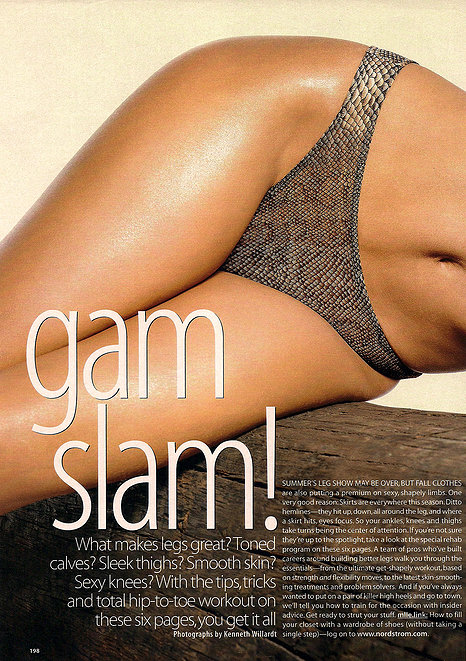 gam
slam!
What makes legs great? Toned
calves? Sleek thighs? Smooth skin?
Sexy knees? With the tips, tricks
and total hip-to-toe workout on
these six pages, you get it all
Photographs by Kenneth Willardt
SUMMER'S LEG SHOW MAY BE OVER, BUT FALL CLOTHES
are also putting a premium on sexy, shapely limbs. One
very good reason: Skirts are everywhere this season. Ditto
hemlines—they hit up, down, all around the leg, and where
a skirt hits, eyes focus. So your ankles, knees and thighs
take turns being the center of attention. If you're not sure
they're up to the spotlight, take a look at the special rehab
program on these six pages. A team of pros who've built
careers around building better legs walk you through the
essentials—from the ultimate get-shapely workout, based
on strength and flexibility moves, to the latest skin-smooth-
ing treatments and problem solvers. And if you've always
wanted to put on a pair of killer high heels and go to town,
we'll tell you how to train for the occasion with insider
advice. Get ready to strut your stuff. mlle.link: How to fill
your closet with a wardrobe of shoes (without taking a
single step)—log on to www.nordstrom.com.
198